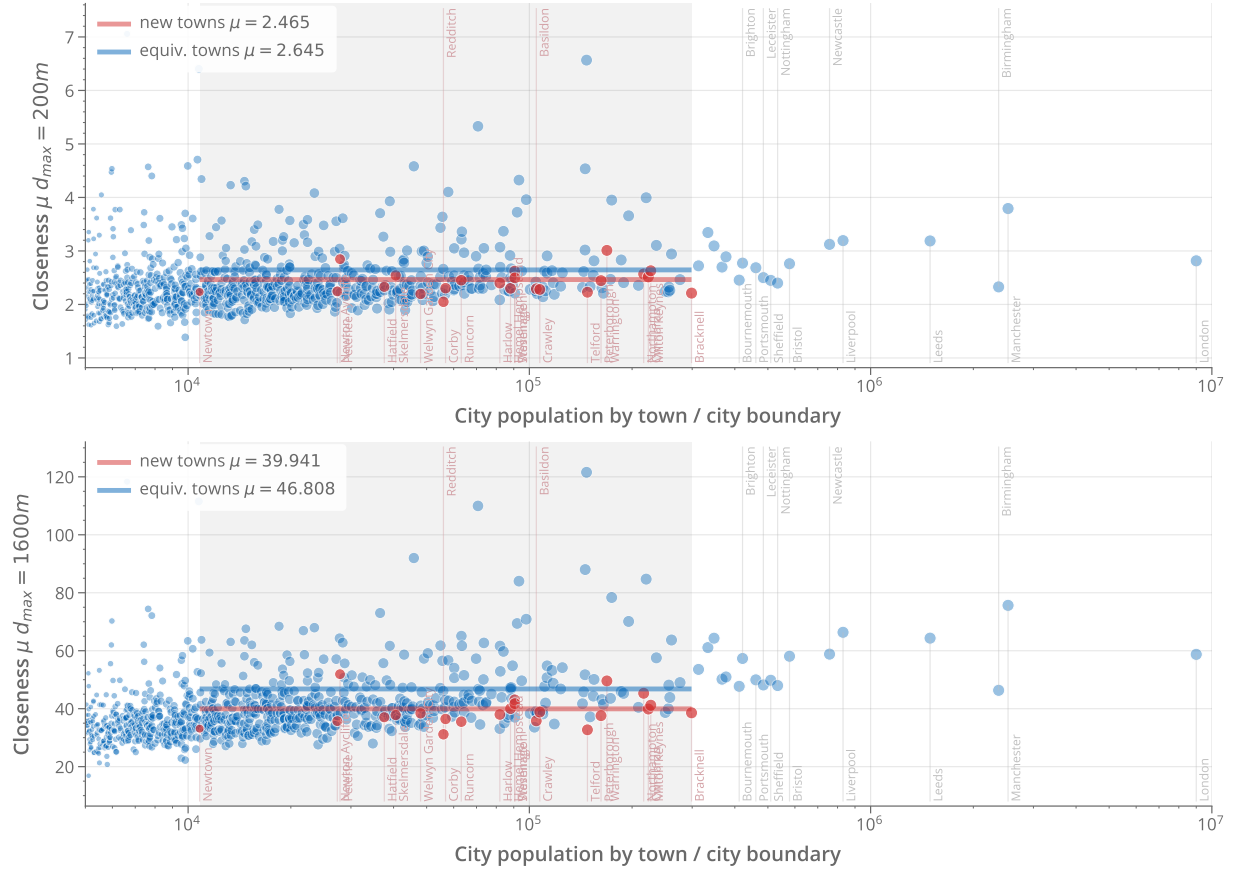 new towns μ = 2.465
equiv. towns μ = 2.645
Closeness μ d_max = 200m
7
6
5
4
3
2
1
Redditch
Basildon
Brighton
Leceister
Nottingham
Newcastle
Birmingham
Newtown
Hatfield
Skelmers
Welwyn Gar
Corby
Runcorn
Harlow
Crawley
Telford
Peterborough
Warrington
Northampton
Milton Keynes
Bracknell
Bournemouth
Portsmouth
Sheffield
Bristol
Liverpool
Leeds
Manchester
London
10^4
10^5
10^6
10^7
City population by town / city boundary
new towns μ = 39.941
equiv. towns μ = 46.808
Closeness μ d_max = 1600m
120
100
80
60
40
20
Redditch
Basildon
Brighton
Leceister
Nottingham
Newcastle
Birmingham
Newtown
Hatfield
Skelmersdale
Welwyn Gar
Corby
Runcorn
Harlow
Crawley
Telford
Peterborough
Warrington
Northampton
Milton Keynes
Bracknell
Bournemouth
Portsmouth
Sheffield
Bristol
Liverpool
Leeds
Manchester
London
10^4
10^5
10^6
10^7
City population by town / city boundary